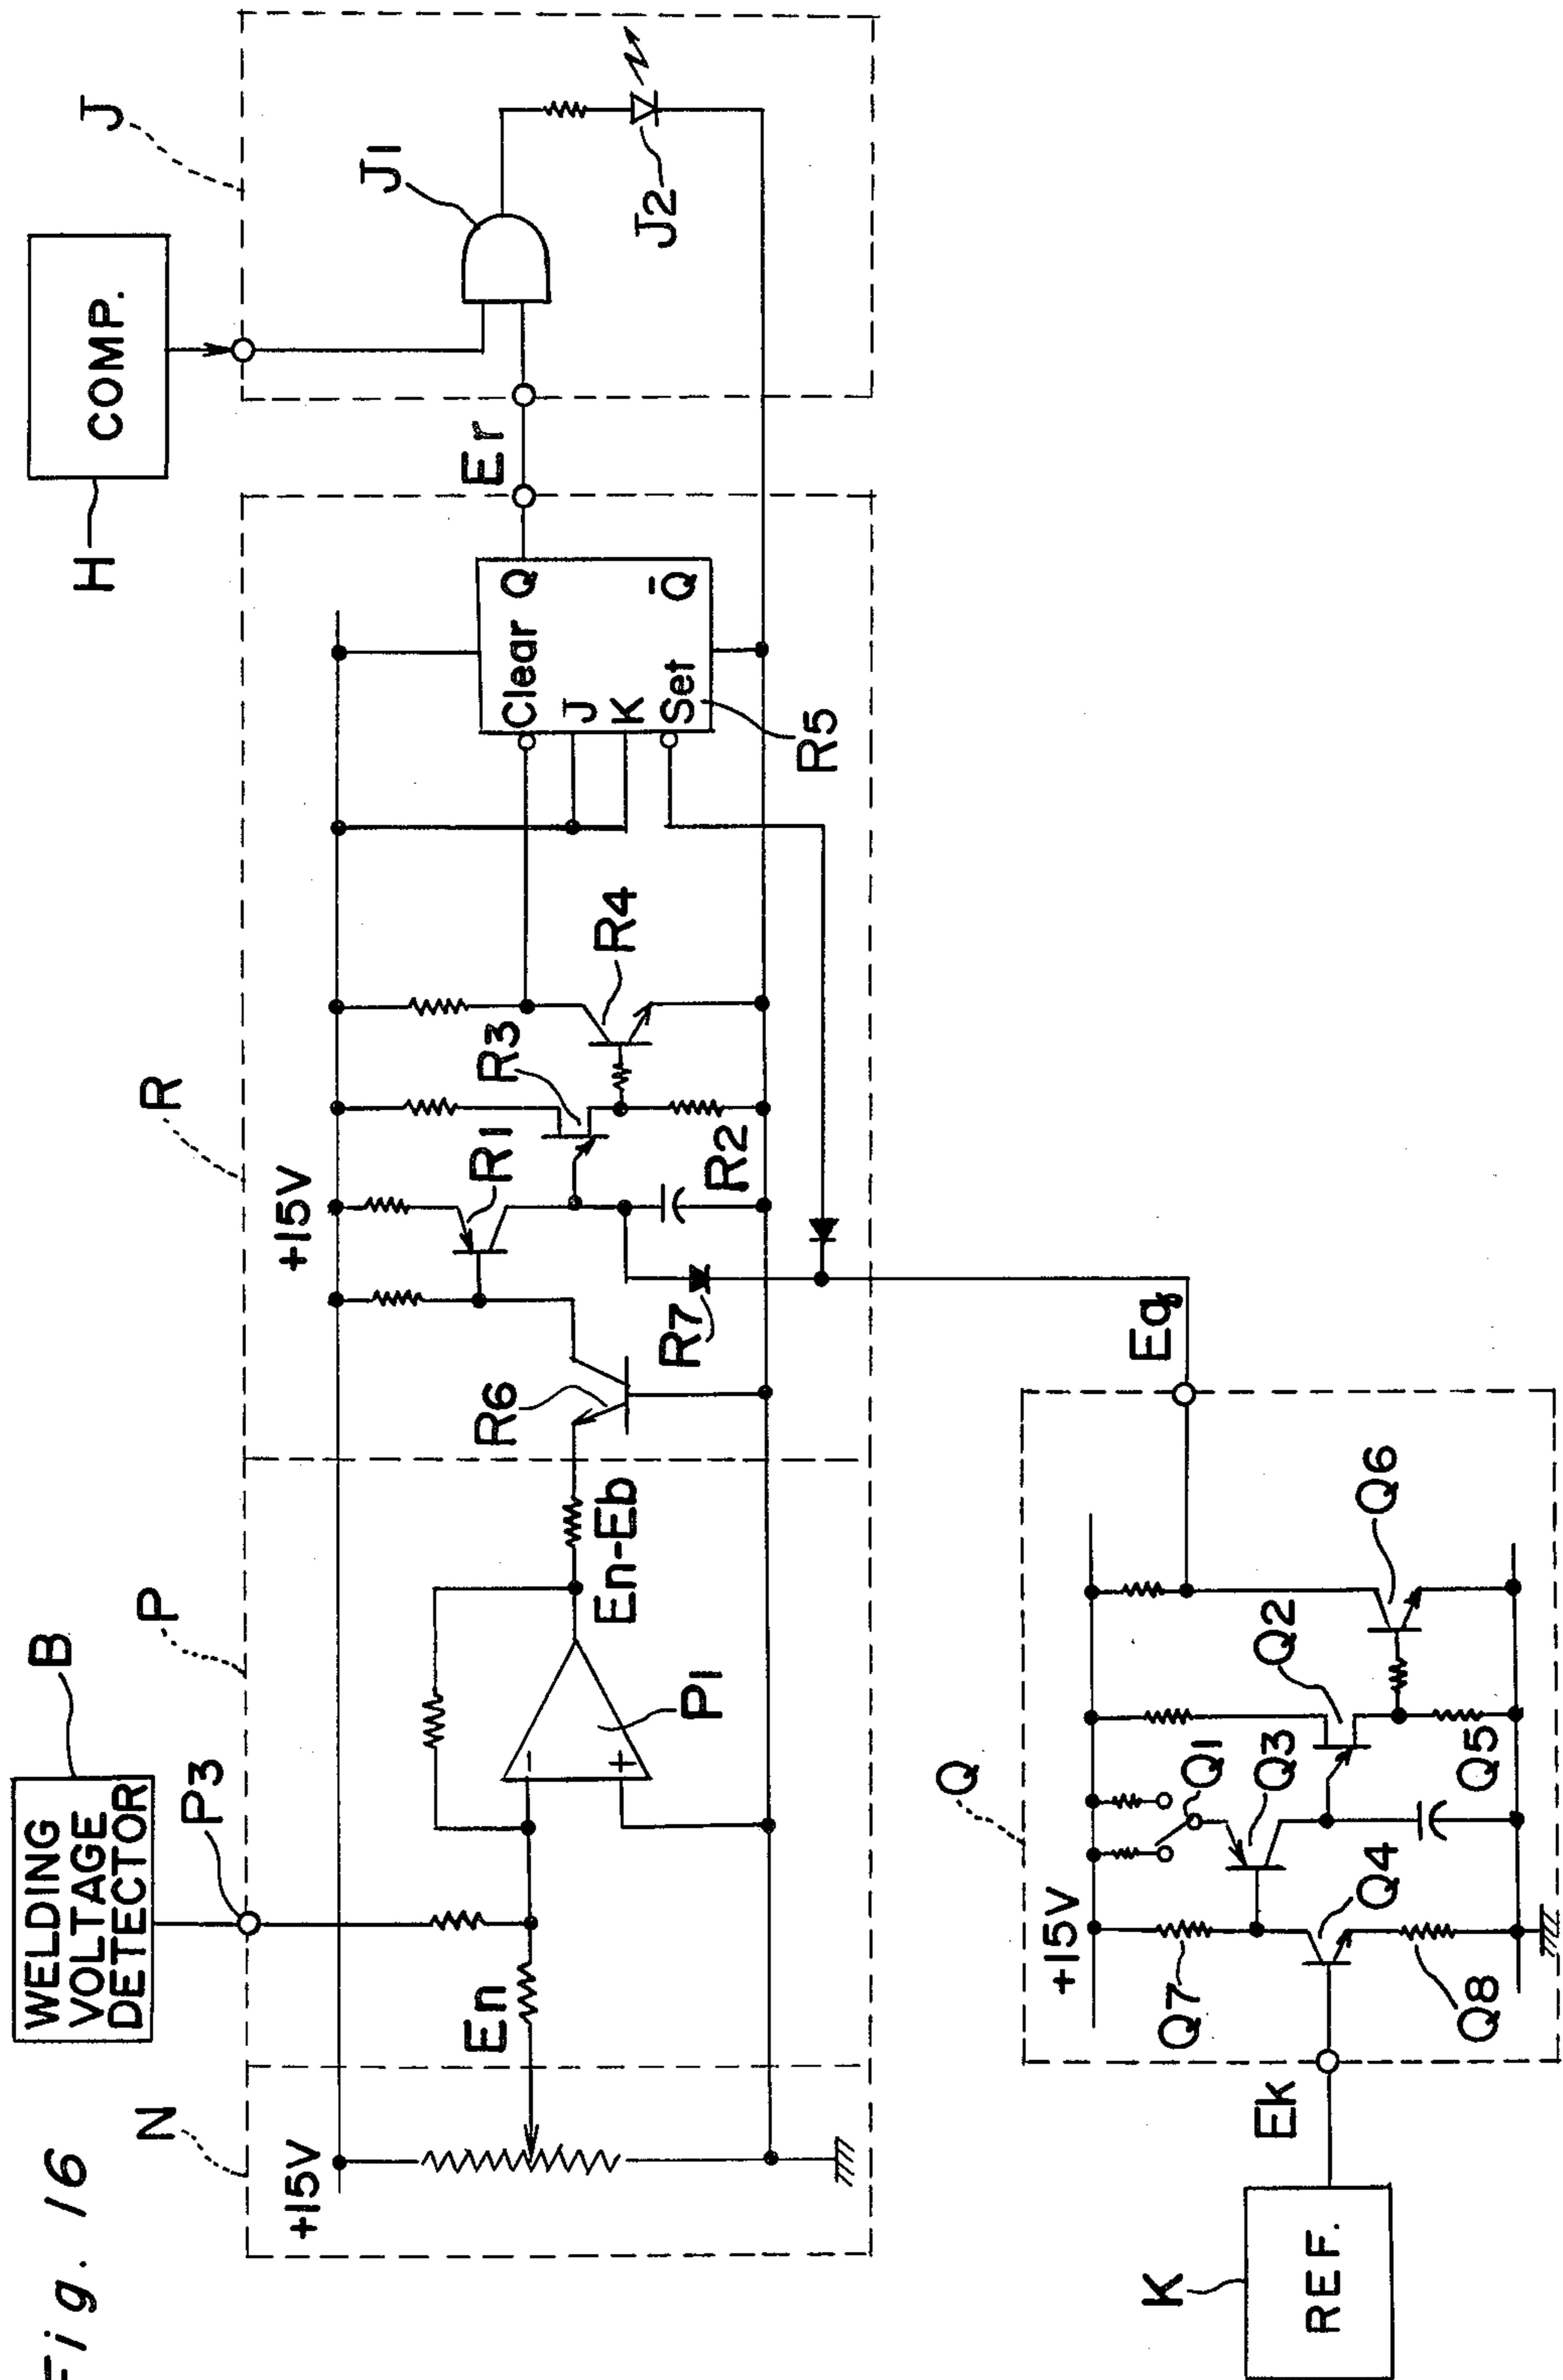 Fig. 16
WELDING
VOLTAGE
DETECTOR
B
P3
P
N
R
H
COMP.
J
+15V
En
P1
-
+
En-Eb
R6
+15V
R1
R7
R2
R3
R4
Clear Q
J
K
Set Q̄
R5
Er
J1
J2
K
REF.
Ek
Q
+15V
Q7
Q8
Q4
Q1
Q3
Q2
Q5
Q6
Eq